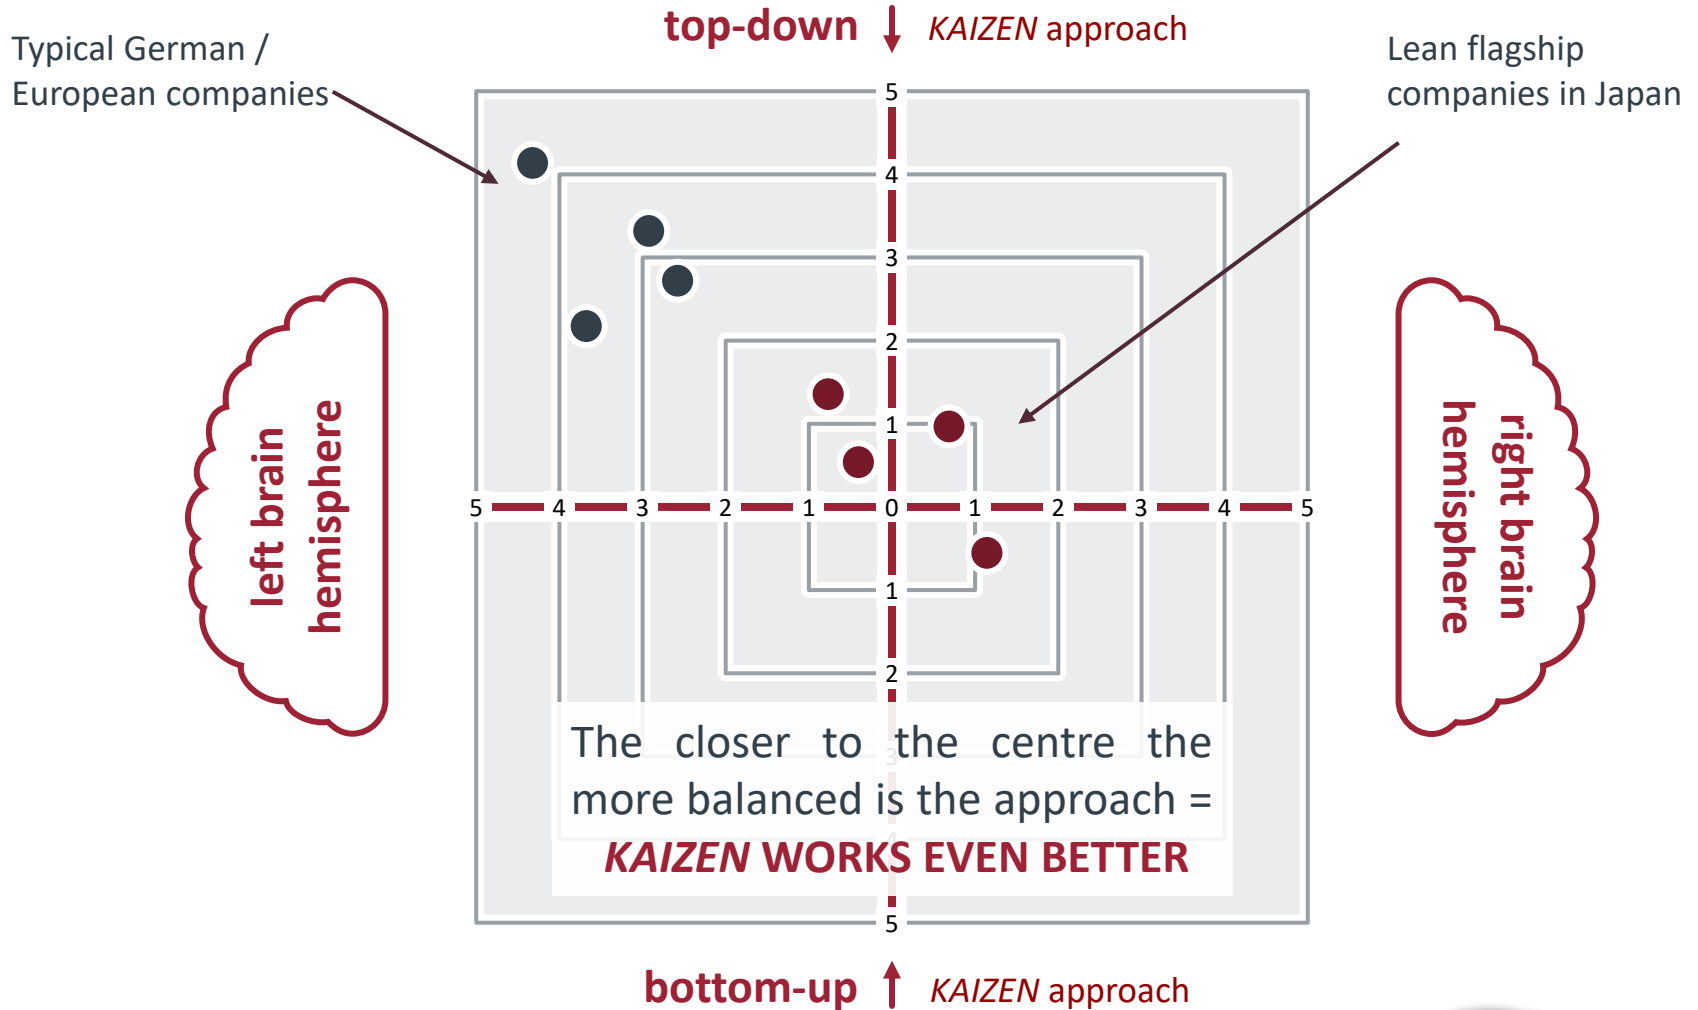 top-down ↓ KAIZEN approach
Typical German /
European companies
Lean flagship
companies in Japan
5
4
3
2
1
5 4 3 2 1 0 1 2 3 4 5
1
2
3
4
5
left brain
hemisphere
right brain
hemisphere
The closer to the centre the
more balanced is the approach =
KAIZEN WORKS EVEN BETTER
bottom-up ↑ KAIZEN approach